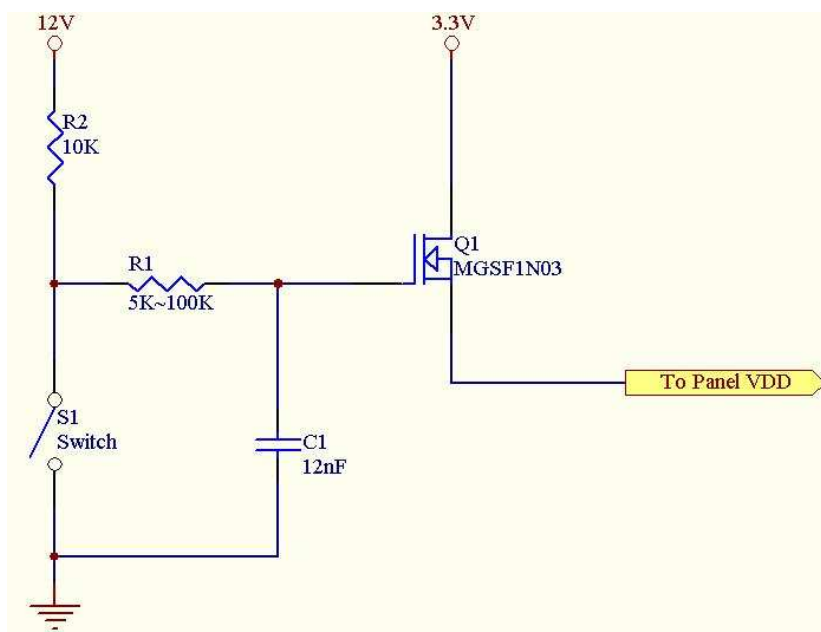 12V
3.3V
R2
10K
R1
5K~100K
Q1
MGSF1N03
To Panel VDD
S1
Switch
C1
12nF